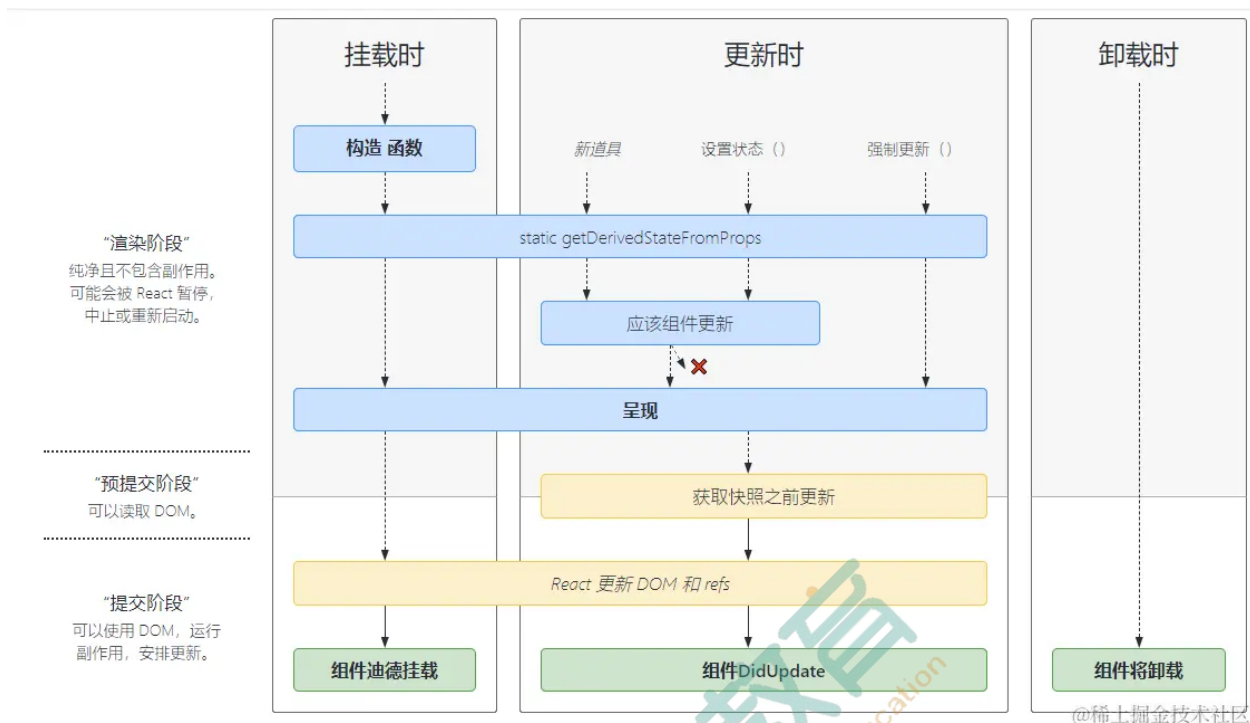 挂载时
更新时
卸载时
构造 函数
新道具
设置状态（）
强制更新（）
static getDerivedStateFromProps
“渲染阶段”
纯净且不包含副作用。
可能会被 React 暂停，
中止或重新启动。
应该组件更新
呈现
“预提交阶段”
可以读取 DOM。
获取快照之前更新
React 更新 DOM 和 refs
“提交阶段”
可以使用 DOM，运行
副作用，安排更新。
组件迪德挂载
组件DidUpdate
组件将卸载
教育
@稀土掘金技术社区